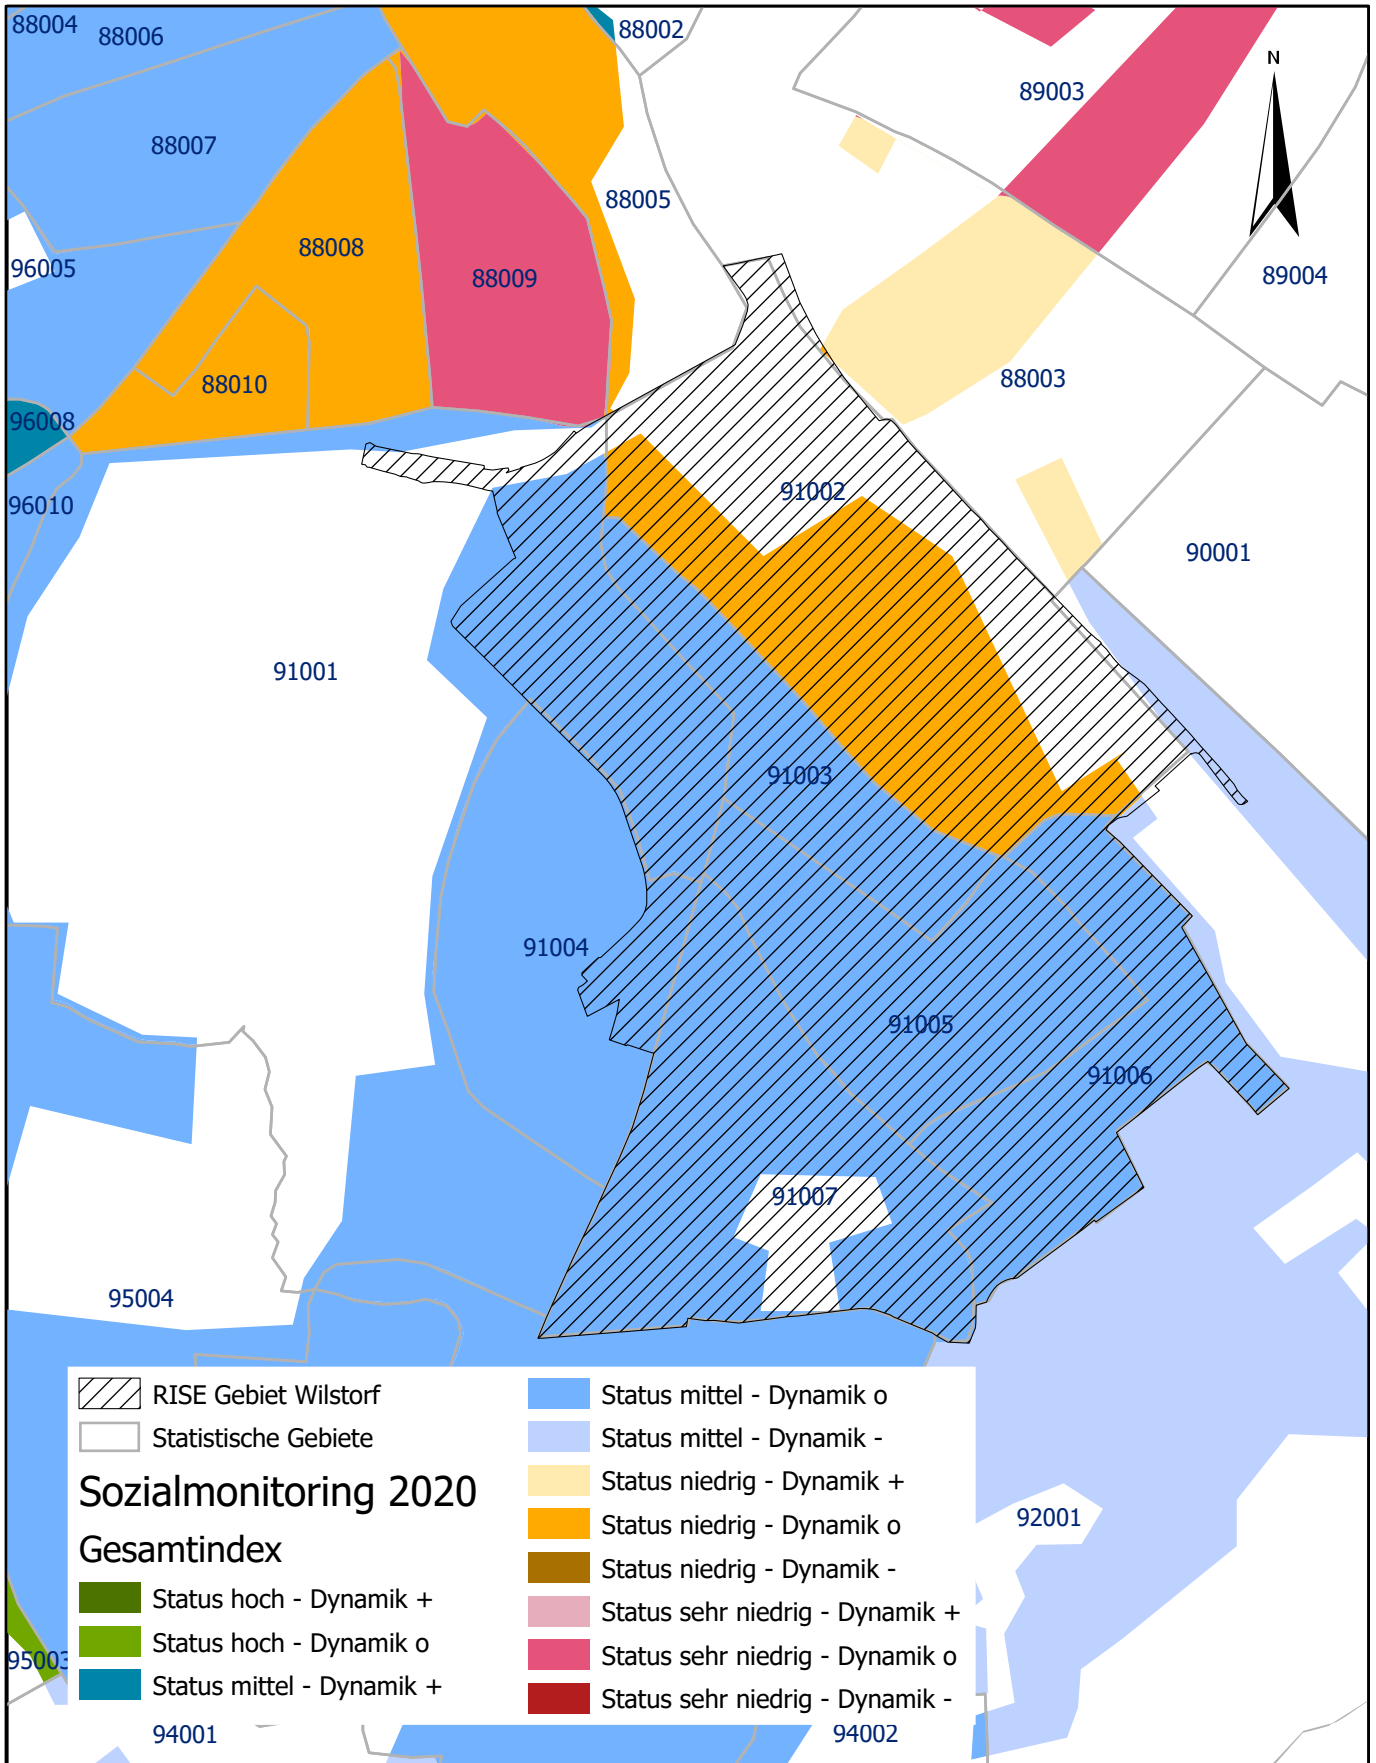 88004
88006
88002
N
89003
88007
88005
88008
96005
88009
89004
88003
88010
96008
91002
96010
90001
91001
91003
91004
91005
91006
91007
95004
RISE Gebiet Wilstorf
Statistische Gebiete
Sozialmonitoring 2020
Gesamtindex
Status hoch - Dynamik +
Status hoch - Dynamik o
Status mittel - Dynamik +
Status mittel - Dynamik o
Status mittel - Dynamik -
Status niedrig - Dynamik +
Status niedrig - Dynamik o
Status niedrig - Dynamik -
Status sehr niedrig - Dynamik +
Status sehr niedrig - Dynamik o
Status sehr niedrig - Dynamik -
92001
95003
94001
94002